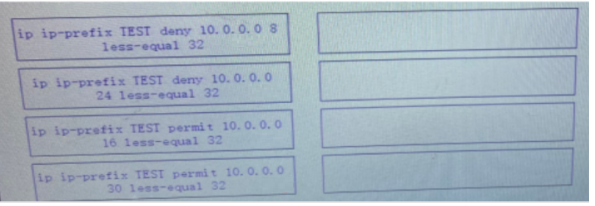 ip ip-prefix TEST deny 10.0.0.0 8
less-equal 32
ip ip-prefix TEST deny 10.0.0.0
24 less-equal 32
ip ip-prefix TEST permit 10.0.0.0
16 less-equal 32
ip ip-prefix TEST permit 10.0.0.0
30 less-equal 32